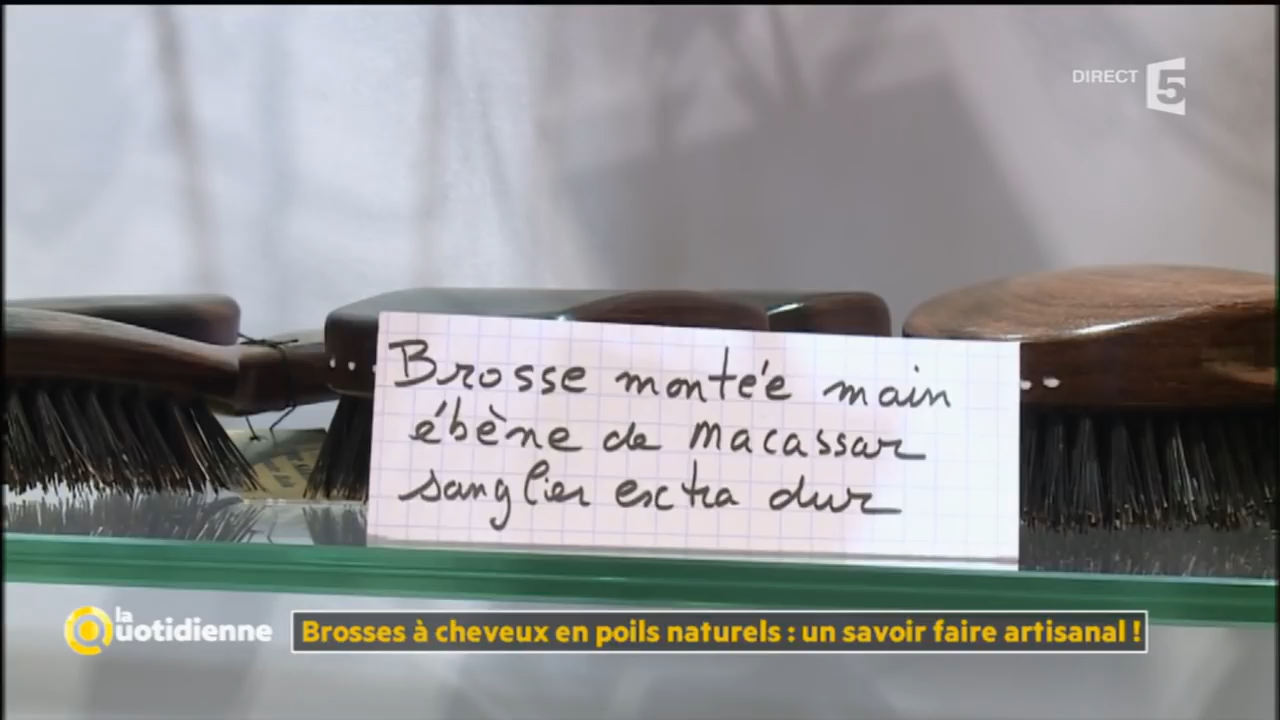 DIRECT 5
Brosse montée main
ébène de Macassar
sanglier extra dur
la Quotidienne
Brosses à cheveux en poils naturels : un savoir faire artisanal !